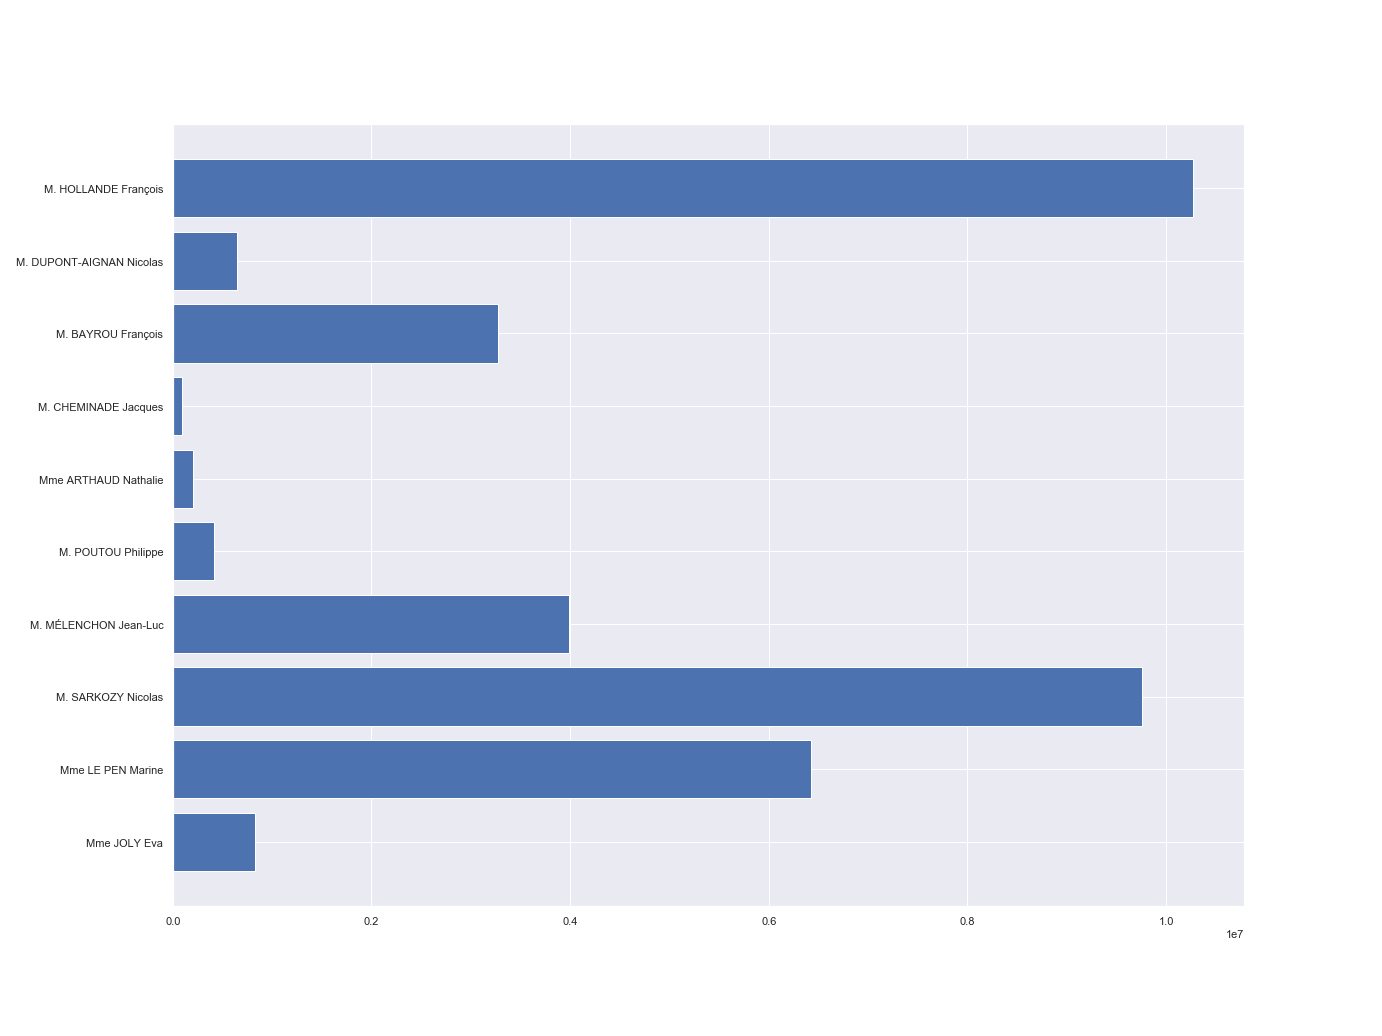 M. HOLLANDE François
M. DUPONT-AIGNAN Nicolas
M. BAYROU François
M. CHEMINADE Jacques
Mme ARTHAUD Nathalie
M. POUTOU Philippe
M. MÉLENCHON Jean-Luc
M. SARKOZY Nicolas
Mme LE PEN Marine
Mme JOLY Eva
0.0 0.2 0.4 0.6 0.8 1.0
1e7